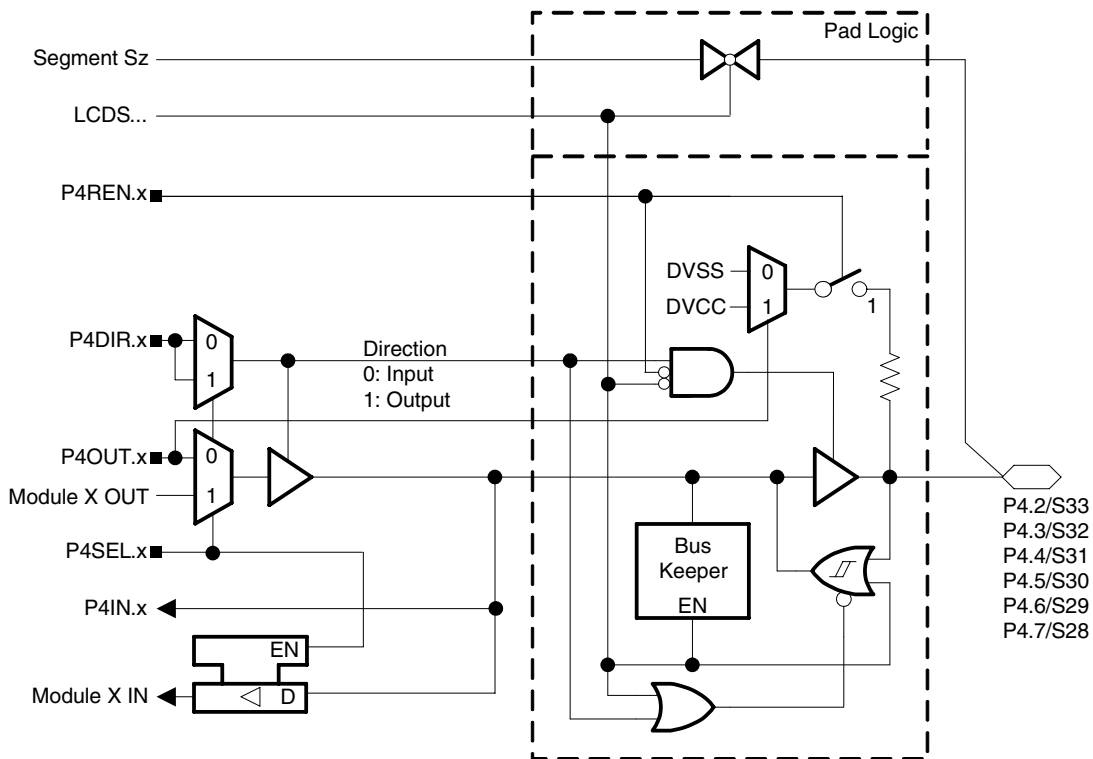 Pad Logic
Segment Sz
LCDS...
P4REN.x
DVSS
0
DVCC
1
1
P4DIR.x
0
1
Direction
0: Input
1: Output
P4OUT.x
0
Module X OUT
1
P4.2/S33
P4.3/S32
P4.4/S31
P4.5/S30
P4.6/S29
P4.7/S28
P4SEL.x
Bus
Keeper
EN
P4IN.x
EN
Module X IN
D